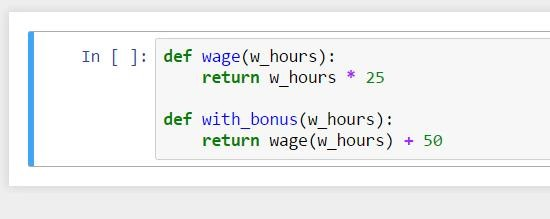 In [ ]: def wage(w_hours):
return w_hours * 25
def with_bonus(w_hours):
return wage(w_hours) + 50